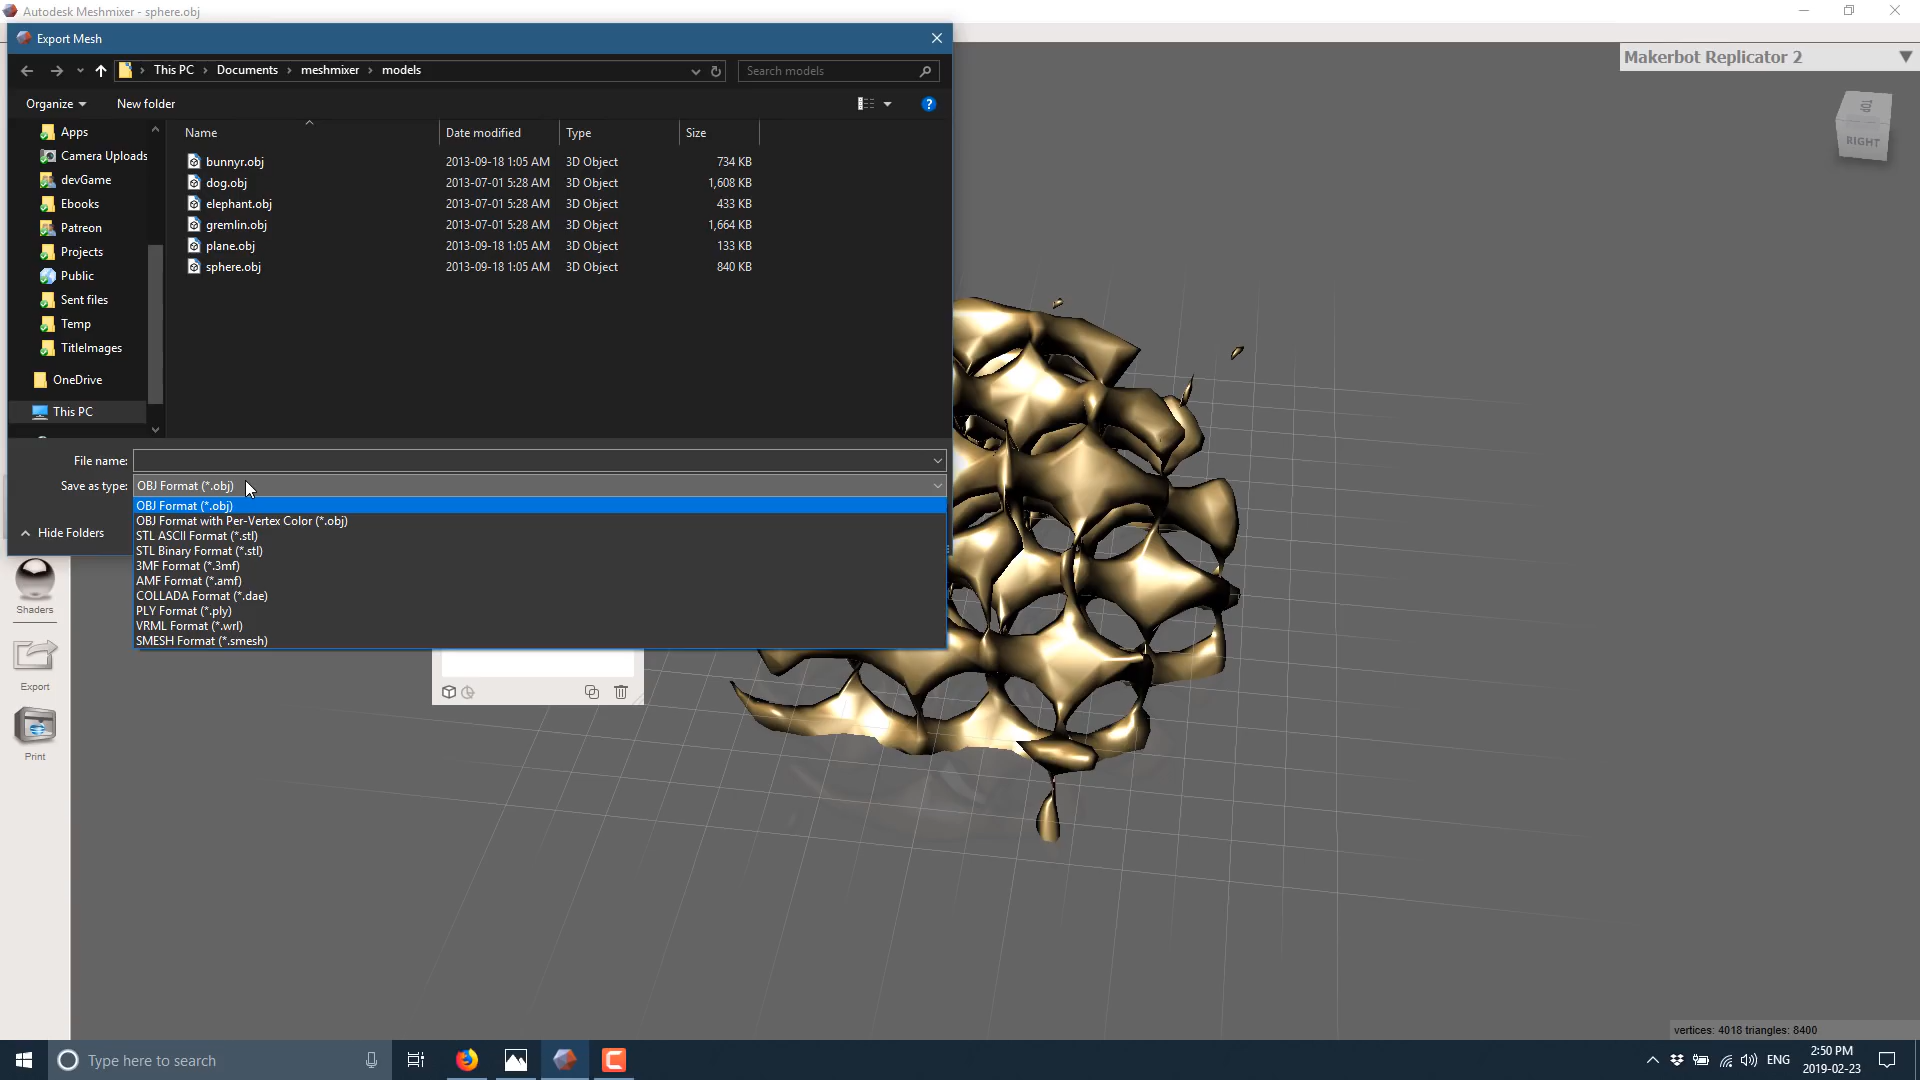 Autodesk Meshmixer - sphere.obj
Export Mesh
This PC > Documents > meshmixer > models
Search models
Makerbot Replicator 2
Organize
New folder
TOP
RIGHT
Name Date modified Type Size
Apps
Camera Uploads
devGame
Ebooks
Patreon
Projects
Public
Sent files
Temp
TitleImages
OneDrive
This PC
bunnyr.obj 2013-09-18 1:05 AM 3D Object 734 KB
dog.obj 2013-07-01 5:28 AM 3D Object 1,608 KB
elephant.obj 2013-07-01 5:28 AM 3D Object 433 KB
gremlin.obj 2013-07-01 5:28 AM 3D Object 1,664 KB
plane.obj 2013-09-18 1:05 AM 3D Object 133 KB
sphere.obj 2013-09-18 1:05 AM 3D Object 840 KB
File name:
Save as type: OBJ Format (*.obj)
OBJ Format (*.obj)
OBJ Format with Per-Vertex Color (*.obj)
STL ASCII Format (*.stl)
STL Binary Format (*.stl)
3MF Format (*.3mf)
AMF Format (*.amf)
COLLADA Format (*.dae)
PLY Format (*.ply)
VRML Format (*.wrl)
SMESH Format (*.smesh)
Hide Folders
Shaders
Export
Print
vertices: 4018 triangles: 8400
Type here to search
ENG
2:50 PM
2019-02-23